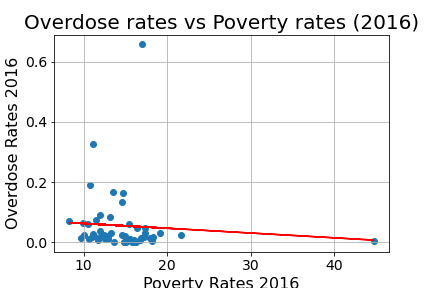 Overdose rates vs Poverty rates (2016)
Overdose Rates 2016
0.6
0.4
0.2
0.0
10 20 30 40
Poverty Rates 2016